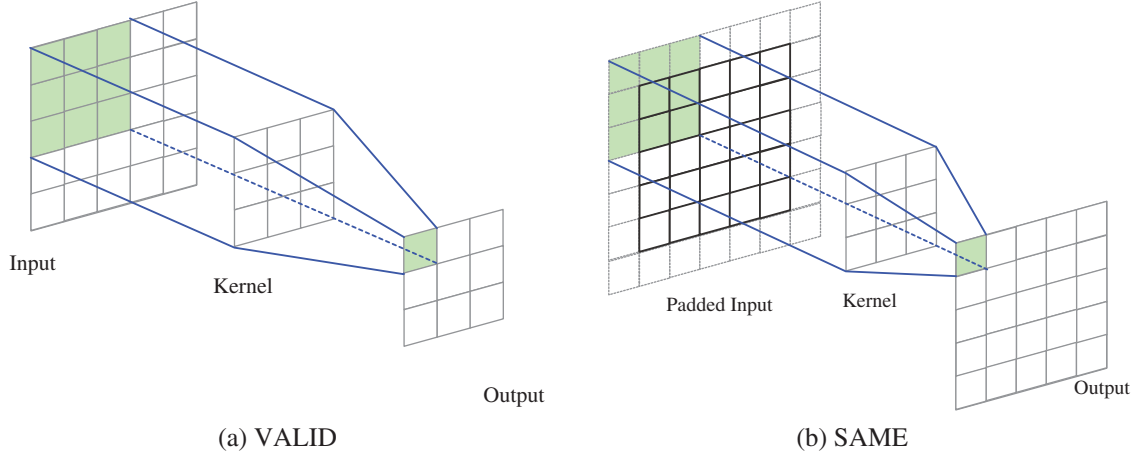 Input
Kernel
Output
(a) VALID
Padded Input
Kernel
Output
(b) SAME